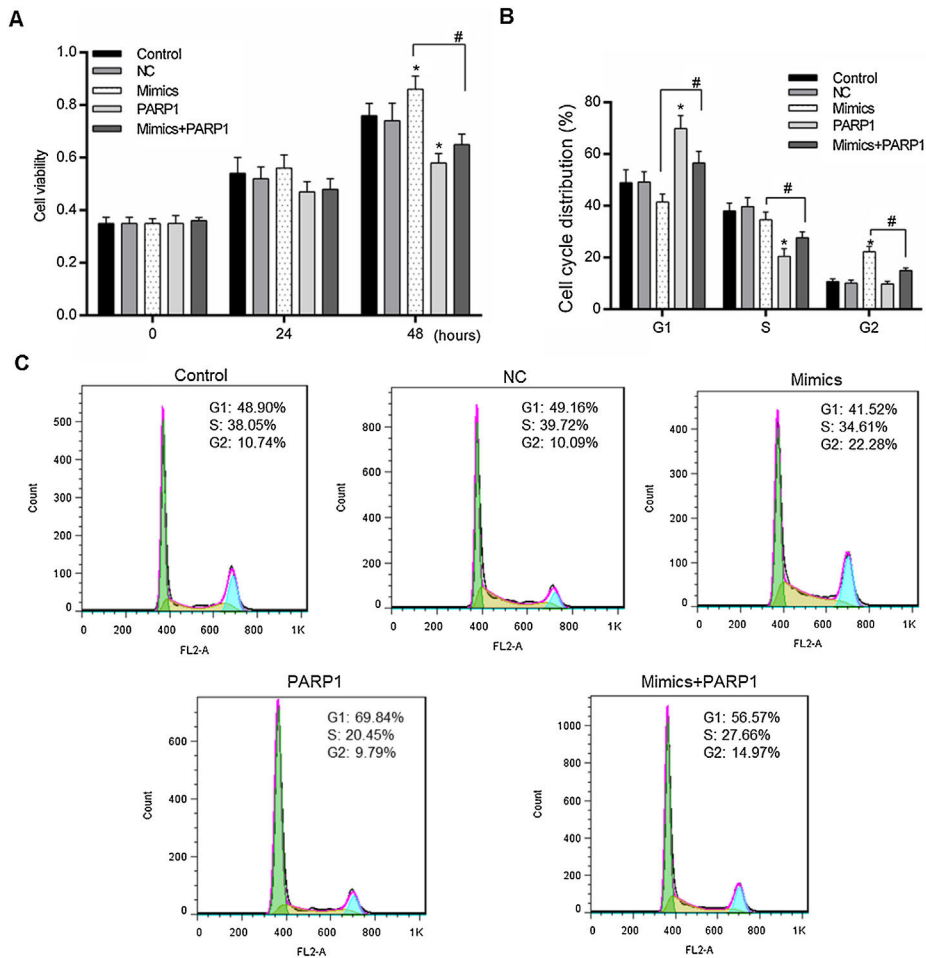 A
Control
NC
Mimics
PARP1
Mimics+PARP1
#
*
*
1.0
0.8
0.6
0.4
0.2
0.0
Cell viability
0 24 48 (hours)
B
Control
NC
Mimics
PARP1
Mimics+PARP1
#
*
#
*
#
*
80
60
40
20
0
Cell cycle distribution (%)
G1 S G2
C
Control
G1: 48.90%
S: 38.05%
G2: 10.74%
500
400
300
200
100
0
Count
0 200 400 600 800 1K
FL2-A
NC
G1: 49.16%
S: 39.72%
G2: 10.09%
800
600
400
200
0
Count
0 200 400 600 800 1K
FL2-A
Mimics
G1: 41.52%
S: 34.61%
G2: 22.28%
400
300
200
100
0
Count
0 200 400 600 800 1K
FL2-A
PARP1
G1: 69.84%
S: 20.45%
G2: 9.79%
600
400
200
0
Count
0 200 400 600 800 1K
FL2-A
Mimics+PARP1
G1: 56.57%
S: 27.66%
G2: 14.97%
1000
800
600
400
200
0
Count
0 200 400 600 800 1K
FL2-A